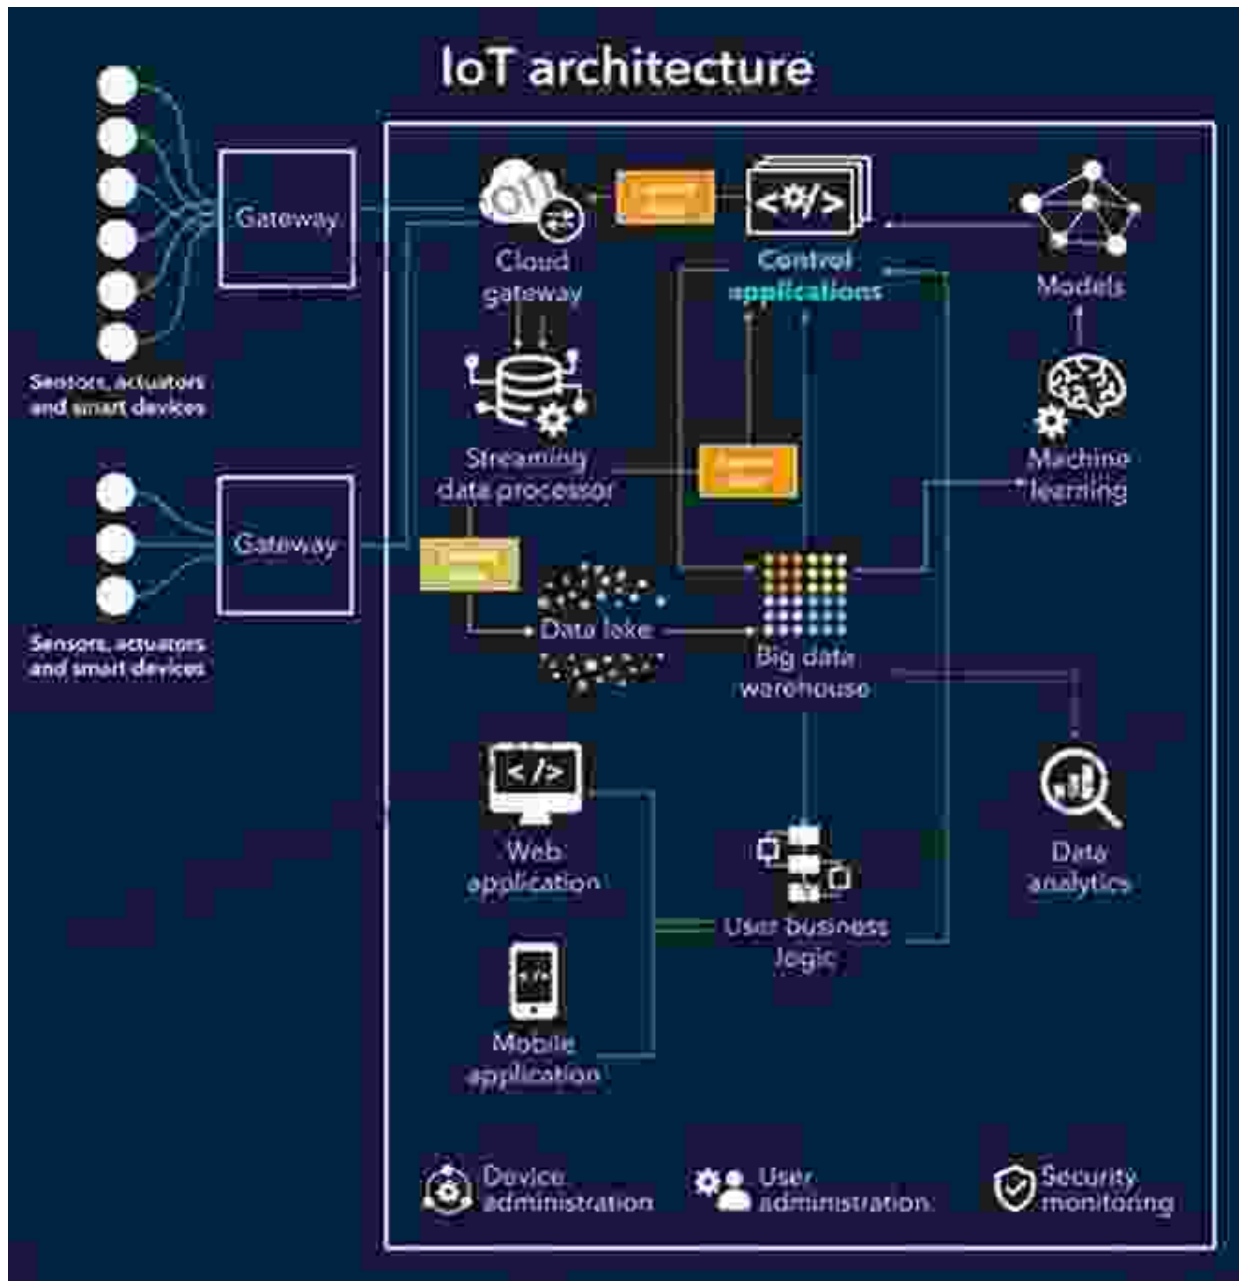 IoT architecture
Gateway
Cloud
gateway
Control
applications
Models
Sensors, actuators
and smart devices
Streaming
data processor
Machine
learning
Gateway
Sensors, actuators
and smart devices
Data lake
Big data
warehouse
Web
application
Data
analytics
User business
logic
Mobile
application
Device
administration
User
administration
Security
monitoring